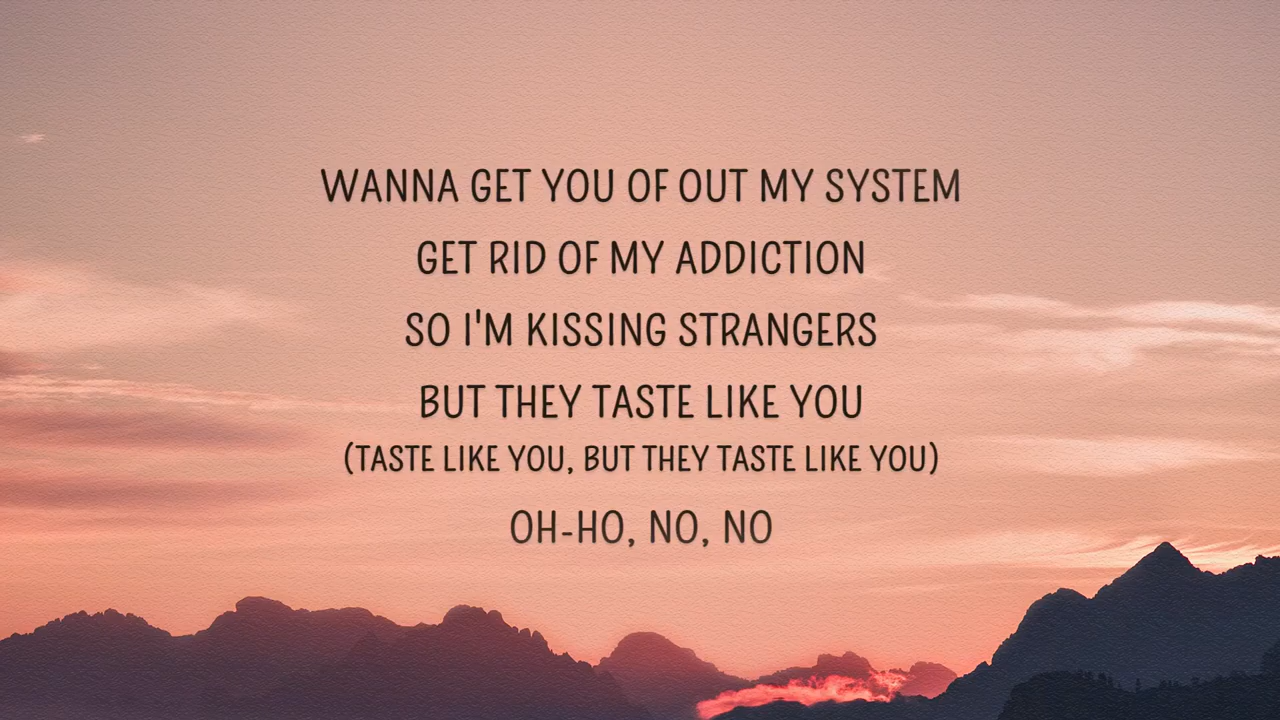 WANNA GET YOU OF OUT MY SYSTEM
GET RID OF MY ADDICTION
SO I'M KISSING STRANGERS
BUT THEY TASTE LIKE YOU
(TASTE LIKE YOU, BUT THEY TASTE LIKE YOU)
OH-HO, NO, NO